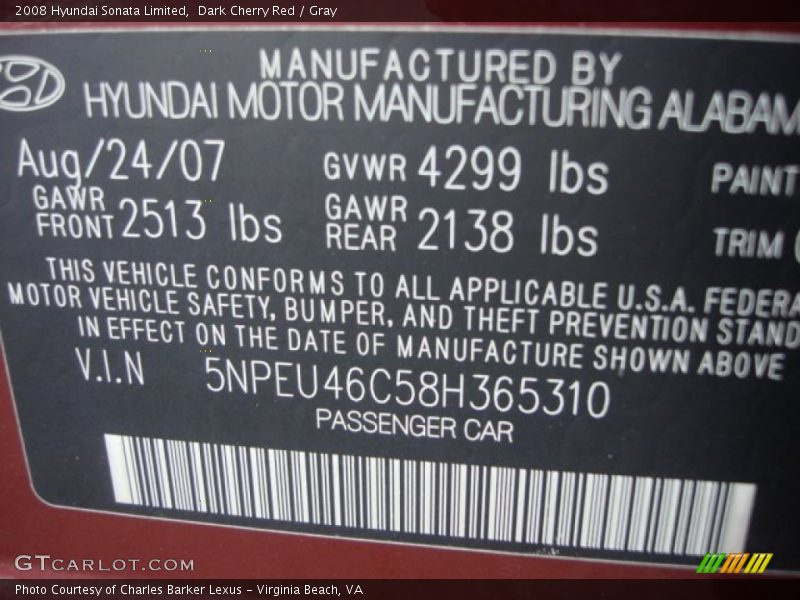 2008 Hyundai Sonata Limited, Dark Cherry Red / Gray
MANUFACTURED BY
HYUNDAI MOTOR MANUFACTURING ALABAM
Aug/24/07 GVWR 4299 lbs PAINT
GAWR FRONT 2513 lbs GAWR REAR 2138 lbs TRIM
THIS VEHICLE CONFORMS TO ALL APPLICABLE U.S.A. FEDERA
MOTOR VEHICLE SAFETY, BUMPER, AND THEFT PREVENTION STAND
IN EFFECT ON THE DATE OF MANUFACTURE SHOWN ABOVE
V.I.N 5NPEU46C58H365310
PASSENGER CAR
GTCARLOT.COM
Photo Courtesy of Charles Barker Lexus - Virginia Beach, VA